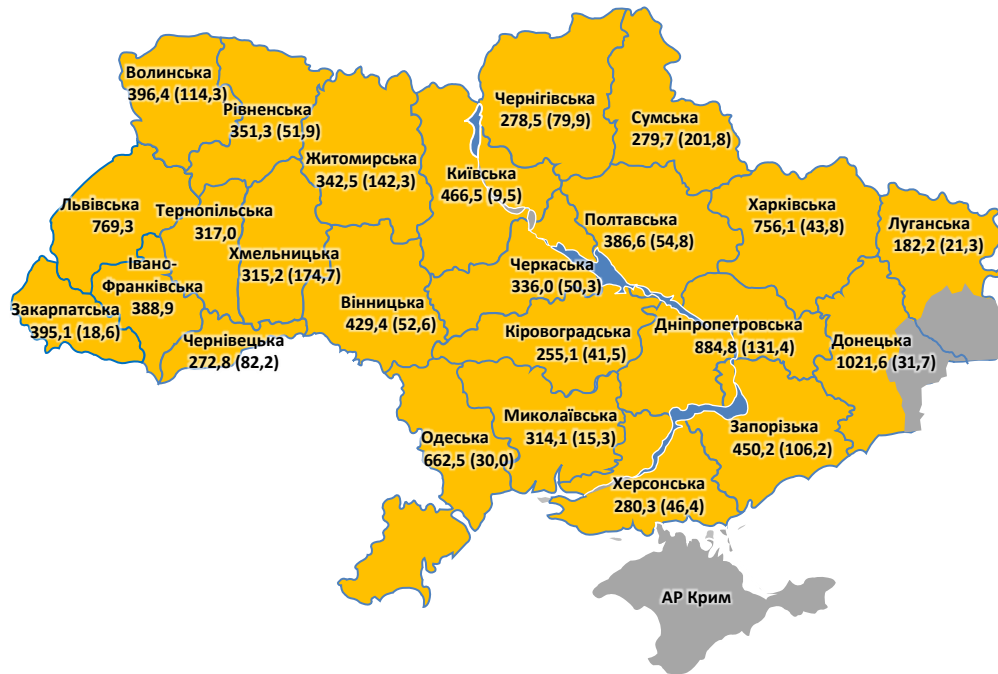 Волинська
396,4 (114,3)
Рівненська
351,3 (51,9)
Житомирська
342,5 (142,3)
Київська
466,5 (9,5)
Чернігівська
278,5 (79,9)
Сумська
279,7 (201,8)
Львівська
769,3
Тернопільська
317,0
Хмельницька
315,2 (174,7)
Івано-
Франківська
388,9
Закарпатська
395,1 (18,6)
Чернівецька
272,8 (82,2)
Вінницька
429,4 (52,6)
Черкаська
336,0 (50,3)
Полтавська
386,6 (54,8)
Харківська
756,1 (43,8)
Луганська
182,2 (21,3)
Кіровоградська
255,1 (41,5)
Дніпропетровська
884,8 (131,4)
Донецька
1021,6 (31,7)
Одеська
662,5 (30,0)
Миколаївська
314,1 (15,3)
Запорізька
450,2 (106,2)
Херсонська
280,3 (46,4)
АР Крим